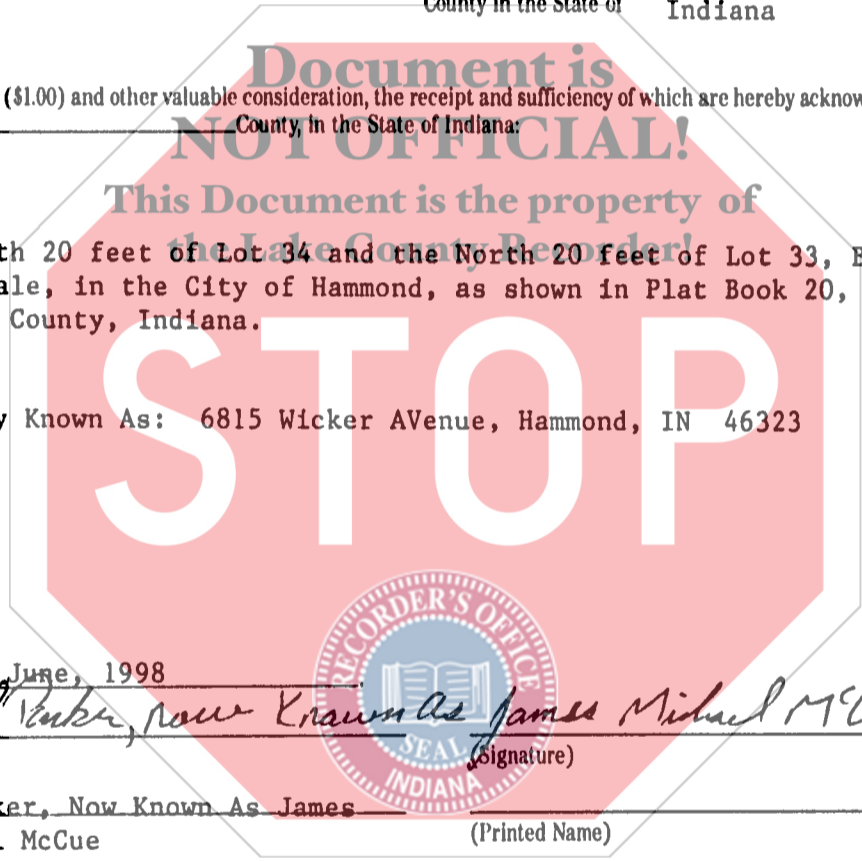 County in the State of Indiana
Document is
($1.00) and other valuable consideration, the receipt and sufficiency of which are hereby acknow
County, in the State of Indiana:
NOT OFFICIAL!
This Document is the property of
the Lake County Recorder!
th 20 feet of Lot 34 and the North 20 feet of Lot 33, B
ale, in the City of Hammond, as shown in Plat Book 20,
County, Indiana.
y Known As: 6815 Wicker AVenue, Hammond, IN 46323
STOP
RECORDER'S OFFICE
June, 1998
Parker, now Known As James Michael McC
SEAL
(Signature)
INDIANA
ker, Now Known As James
McCue
(Printed Name)